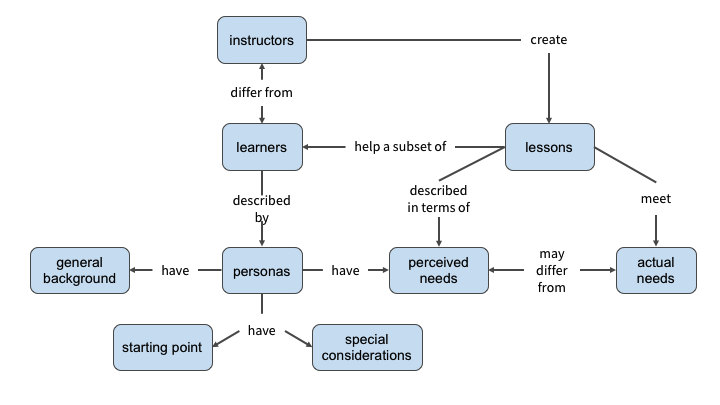 instructors
create
differ from
learners
help a subset of
lessons
described
by
described
in terms of
meet
general
background
have
personas
have
perceived
needs
may
differ
from
actual
needs
starting point
have
special
considerations